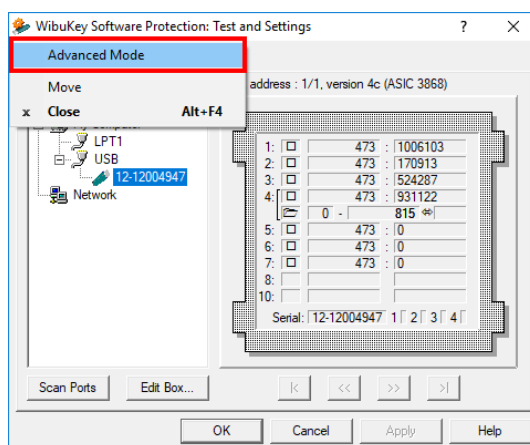 WibuKey Software Protection: Test and Settings ? X
Advanced Mode
Move
x Close Alt+F4
address : 1/1, version 4c (ASIC 3868)
LPT1
USB
12-12004947
Network
1: 473 : 1006103
2: 473 : 170913
3: 473 : 524287
4: 473 : 931122
0 - 815
5: 473 : 0
6: 473 : 0
7: 473 : 0
8:
10:
Serial: 12-12004947 1 2 3 4
Scan Ports Edit Box... |< << >> >|
OK Cancel Apply Help